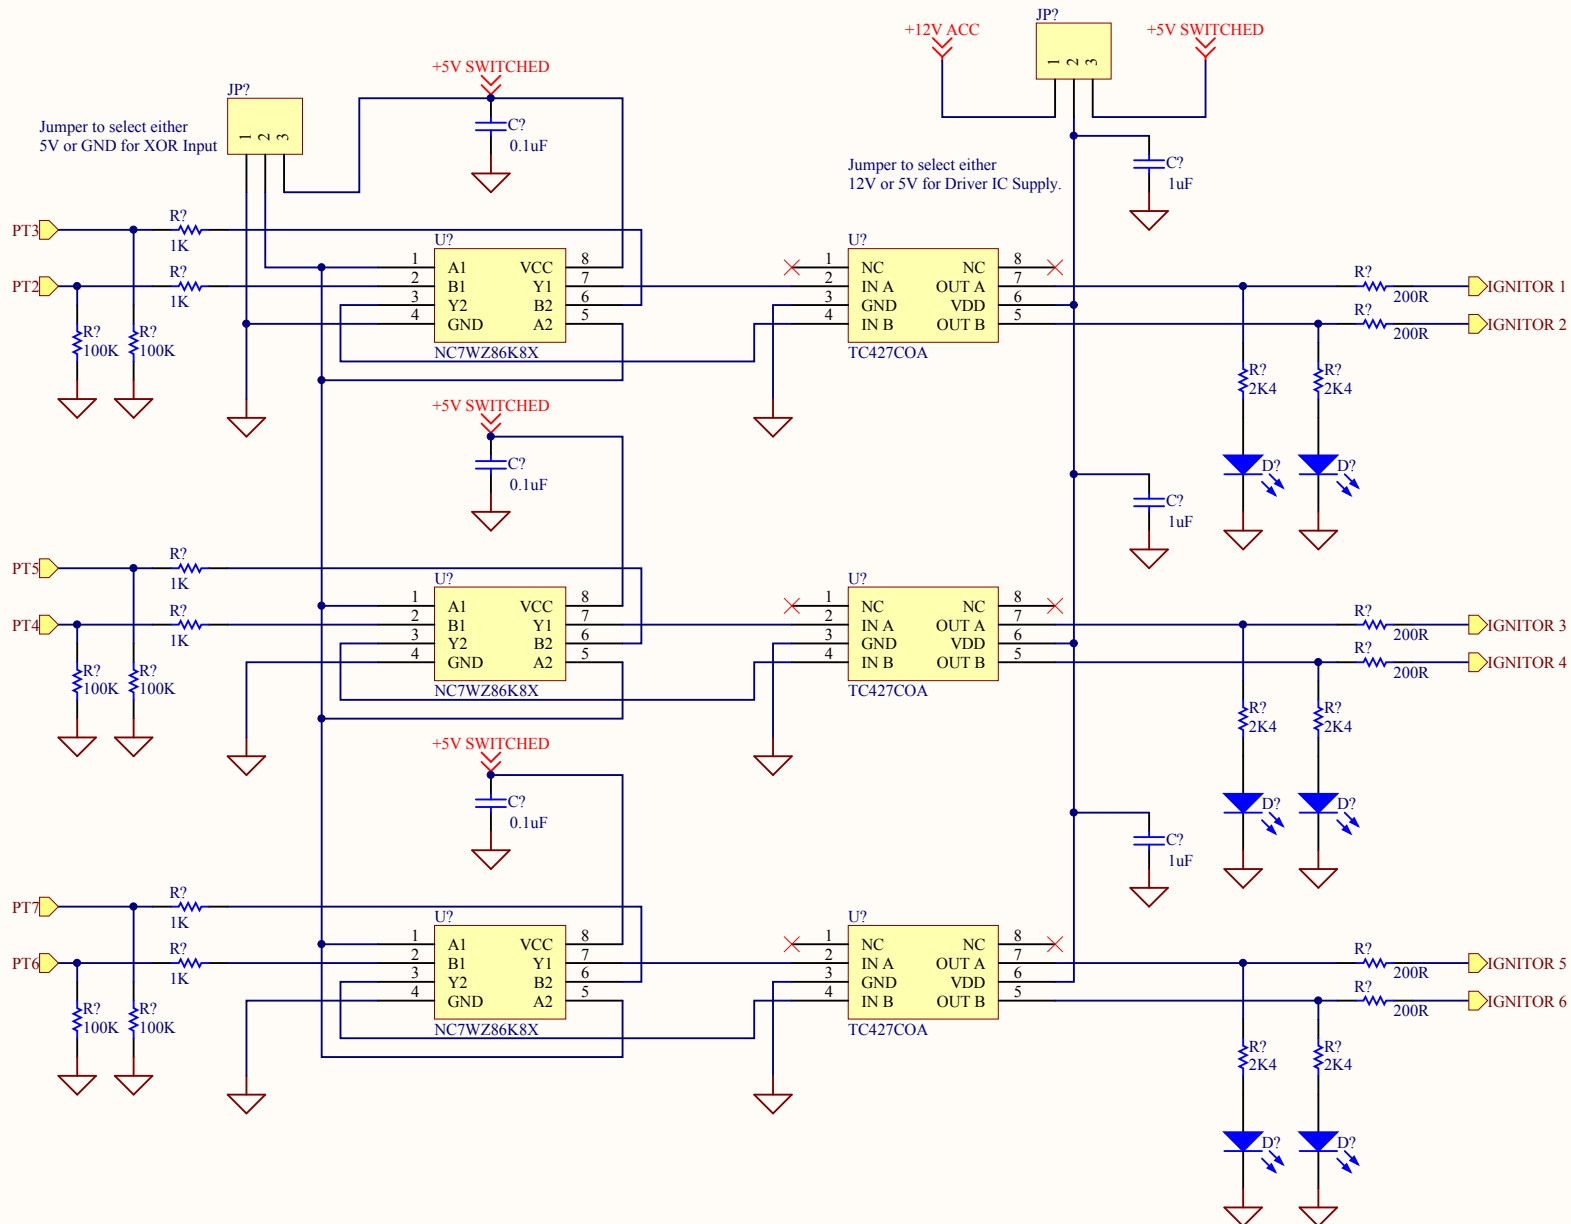 JP?
+12V ACC
+5V SWITCHED
1
2
3
+5V SWITCHED
JP?
Jumper to select either
5V or GND for XOR Input
1
2
3
C?
0.1uF
Jumper to select either
12V or 5V for Driver IC Supply.
C?
1uF
PT3
R?
1K
PT2
R?
1K
R?
100K
R?
100K
U?
1 A1 VCC 8
2 B1 Y1 7
3 Y2 B2 6
4 GND A2 5
NC7WZ86K8X
U?
1 NC NC 8
2 IN A OUT A 7
3 GND VDD 6
4 IN B OUT B 5
TC427COA
R?
200R
IGNITOR 1
R?
200R
IGNITOR 2
R?
2K4
R?
2K4
D?
D?
+5V SWITCHED
C?
0.1uF
C?
1uF
PT5
R?
1K
PT4
R?
1K
R?
100K
R?
100K
U?
1 A1 VCC 8
2 B1 Y1 7
3 Y2 B2 6
4 GND A2 5
NC7WZ86K8X
U?
1 NC NC 8
2 IN A OUT A 7
3 GND VDD 6
4 IN B OUT B 5
TC427COA
R?
200R
IGNITOR 3
R?
200R
IGNITOR 4
R?
2K4
R?
2K4
D?
D?
+5V SWITCHED
C?
0.1uF
C?
1uF
PT7
R?
1K
PT6
R?
1K
R?
100K
R?
100K
U?
1 A1 VCC 8
2 B1 Y1 7
3 Y2 B2 6
4 GND A2 5
NC7WZ86K8X
U?
1 NC NC 8
2 IN A OUT A 7
3 GND VDD 6
4 IN B OUT B 5
TC427COA
R?
200R
IGNITOR 5
R?
200R
IGNITOR 6
R?
2K4
R?
2K4
D?
D?